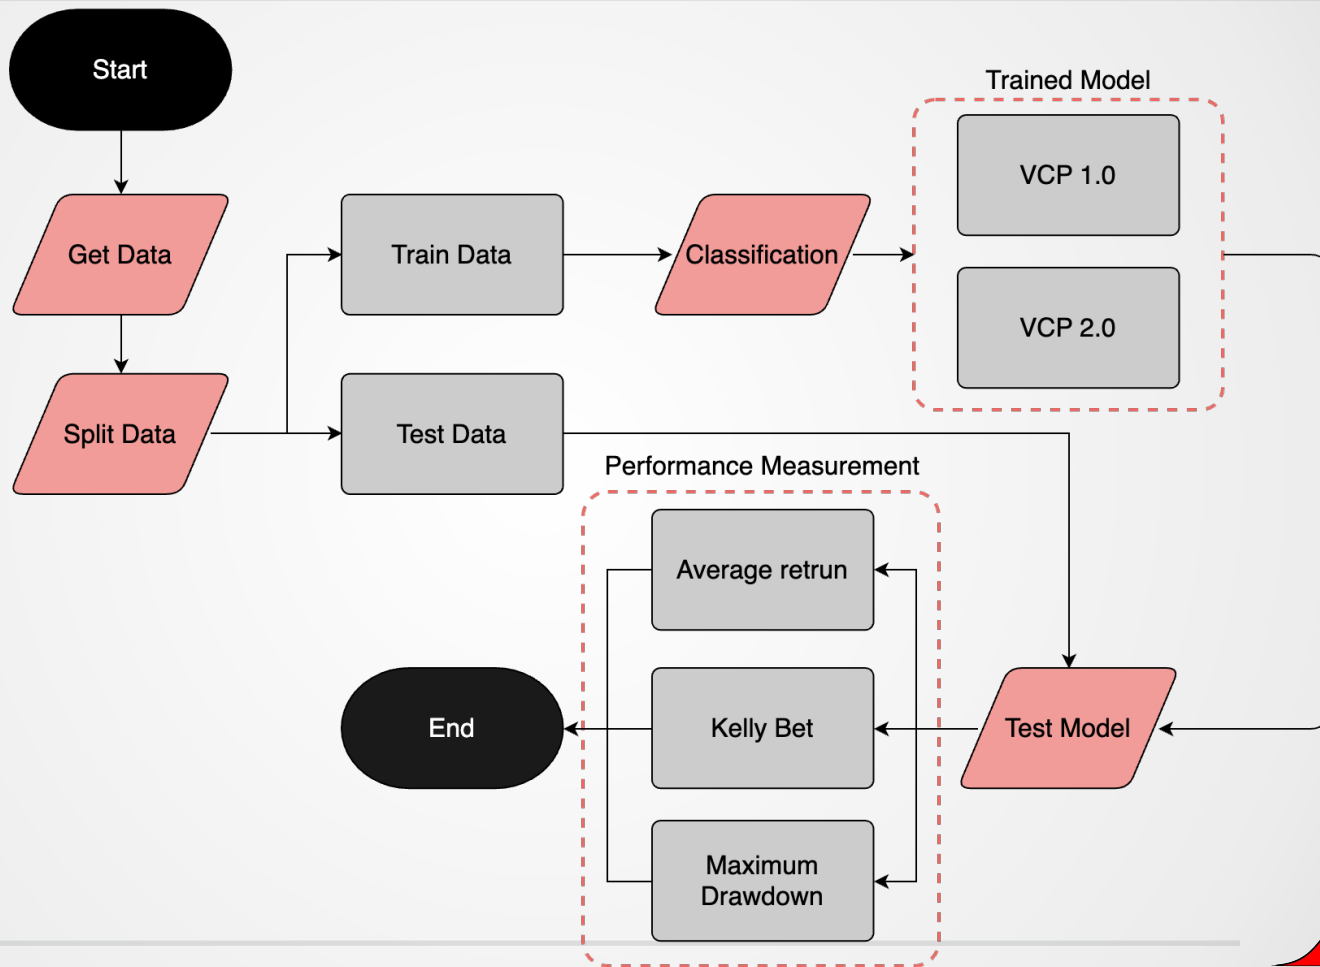 Start
Trained Model
VCP 1.0
Get Data
Train Data
Classification
VCP 2.0
Split Data
Test Data
Performance Measurement
Average retrun
End
Kelly Bet
Test Model
Maximum
Drawdown